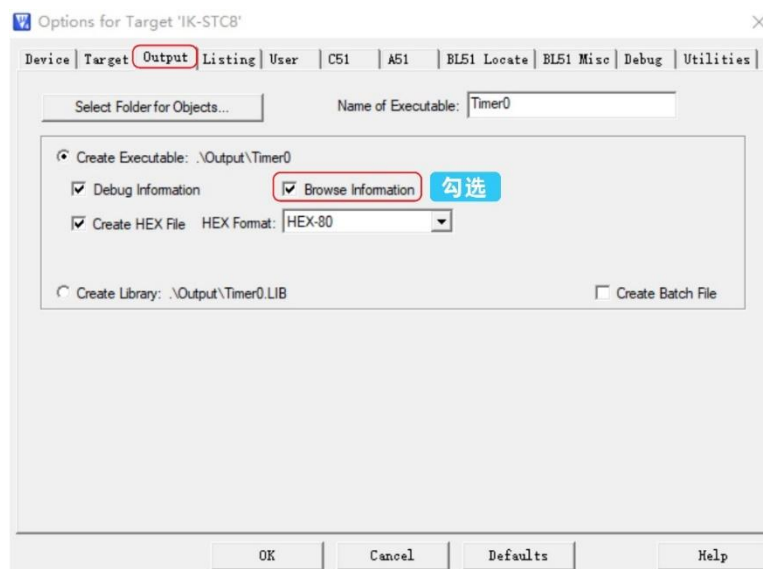 Options for Target 'IK-STC8'
Device Target Output Listing User C51 A51 BL51 Locate BL51 Misc Debug Utilities
Select Folder for Objects... Name of Executable: Timer0
Create Executable: .\Output\Timer0
Debug Information Browse Information 勾选
Create HEX File HEX Format: HEX-80
Create Library: .\Output\Timer0.LIB Create Batch File
OK Cancel Defaults Help